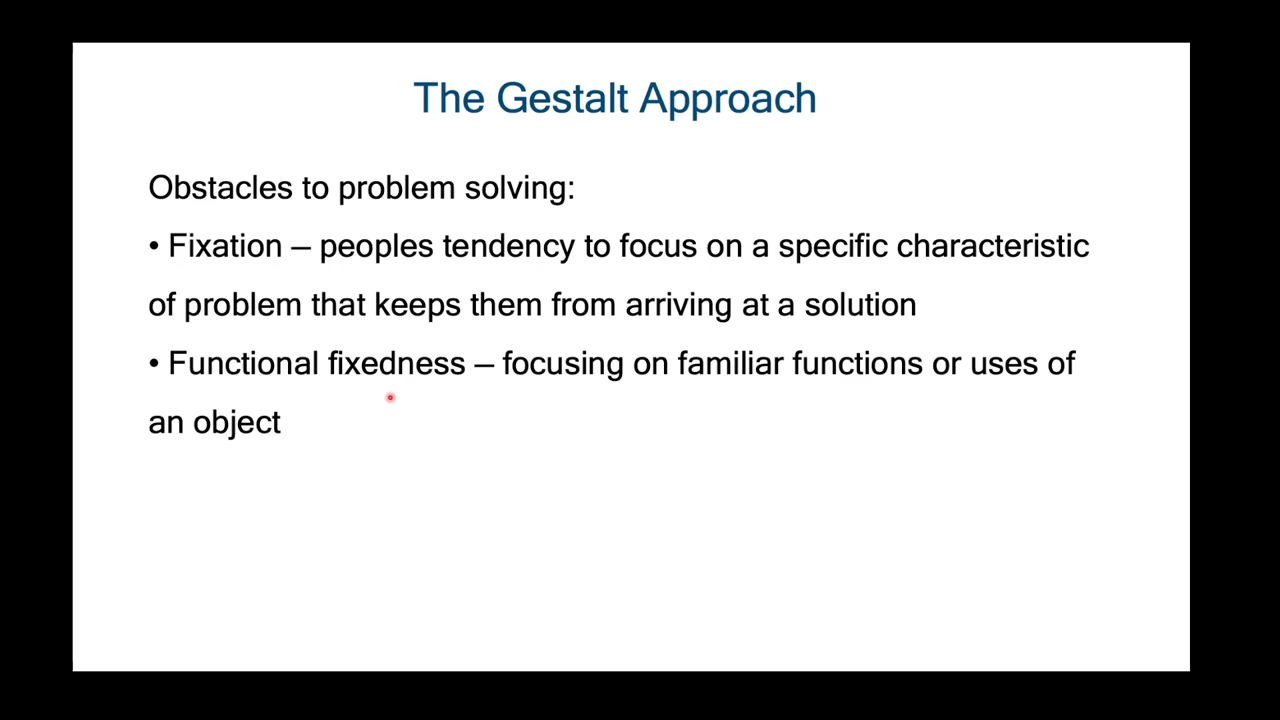 The Gestalt Approach
Obstacles to problem solving:
• Fixation – peoples tendency to focus on a specific characteristic
of problem that keeps them from arriving at a solution
• Functional fixedness – focusing on familiar functions or uses of
an object